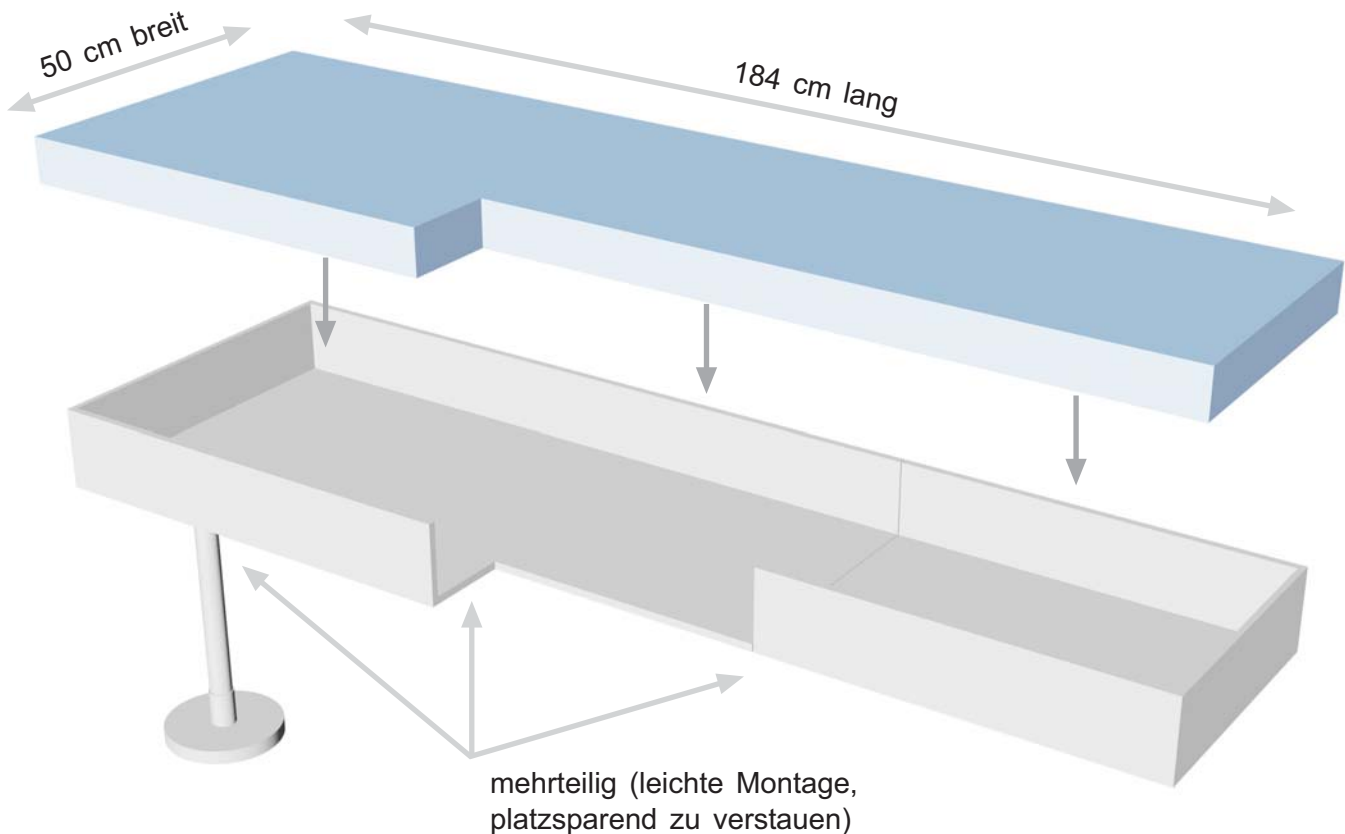 50 cm breit
184 cm lang
mehrteilig (leichte Montage,
platzsparend zu verstauen)